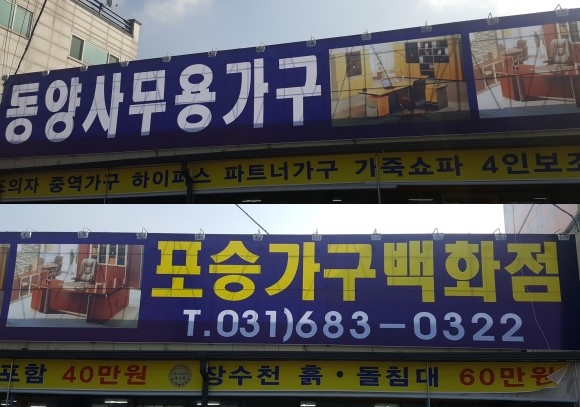 동양사무용가구
의자 중역가구 하이팩스 파트너가구 가죽쇼파 4인보조
포승가구백화점
T.031)683-0322
포함 40만원 장수천 흙·돌침대 60만원